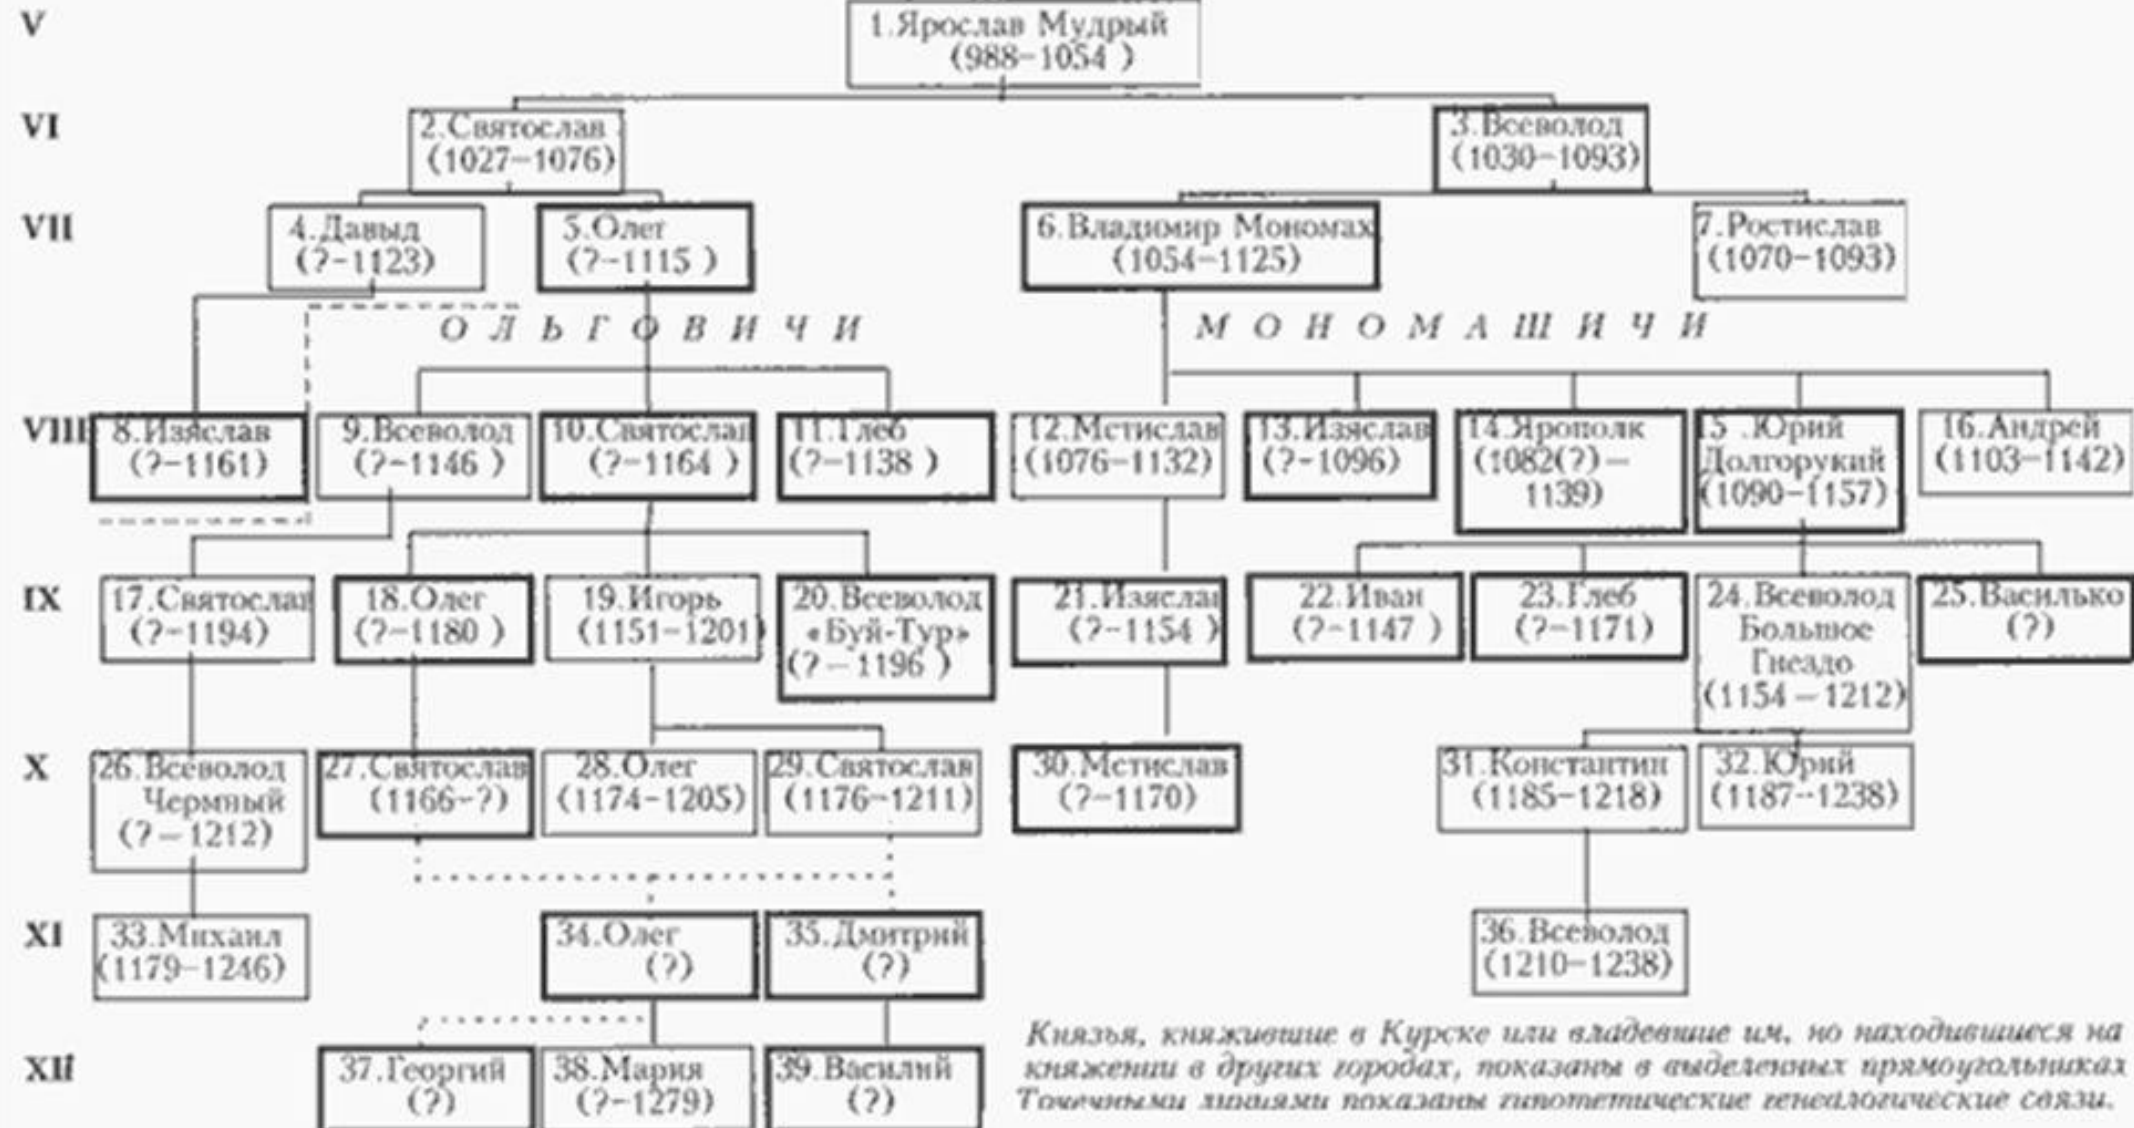 V
1.Ярослав Мудрый
(988-1054 )
VI
2.Святослав
(1027-1076)
3.Всеволод
(1030-1093)
VII
4.Давыд
(?-1123)
5.Олег
(?-1115 )
6.Владимир Мономах
(1054-1125)
7.Ростислав
(1070-1093)
ОЛЬГОВИЧИ
МОНОМАШИЧИ
VIII
8.Изяслав
(?-1161)
9.Всеволод
(?-1146 )
10.Святослав
(?-1164 )
11.Глеб
(?-1138 )
12.Мстислав
(1076-1132)
13.Изяслав
(?-1096)
14.Ярополк
(1082(?)-
1139)
15 .Юрий
Долгорукий
(1090-1157)
16.Андрей
(1103-1142)
IX
17.Святослав
(?-1194)
18.Олег
(?-1180 )
19.Игорь
(1151-1201)
20.Всеволод
«Буй-Тур»
(?-1196 )
21.Изяслав
(?-1154 )
22.Иван
(?-1147 )
23.Глеб
(?-1171)
24.Всеволод
Большое
Гнездо
(1154-1212)
25.Василько
(?)
X
26.Всеволод
Чермный
(?-1212)
27.Святослав
(1166-?)
28.Олег
(1174-1205)
29.Святослав
(1176-1211)
30.Мстислав
(?-1170)
31.Константин
(1185-1218)
32.Юрий
(1187-1238)
XI
33.Михаил
(1179-1246)
34.Олег
(?)
35.Дмитрий
(?)
36.Всеволод
(1210-1238)
XII
37.Георгий
(?)
38.Мария
(?-1279)
39.Василий
(?)
Князья, княжившие в Курске или владевшие им, но находившиеся на
княжении в других городах, показаны в выделенных прямоугольниках
Точечными линиями показаны гипотетические генеалогические связи.